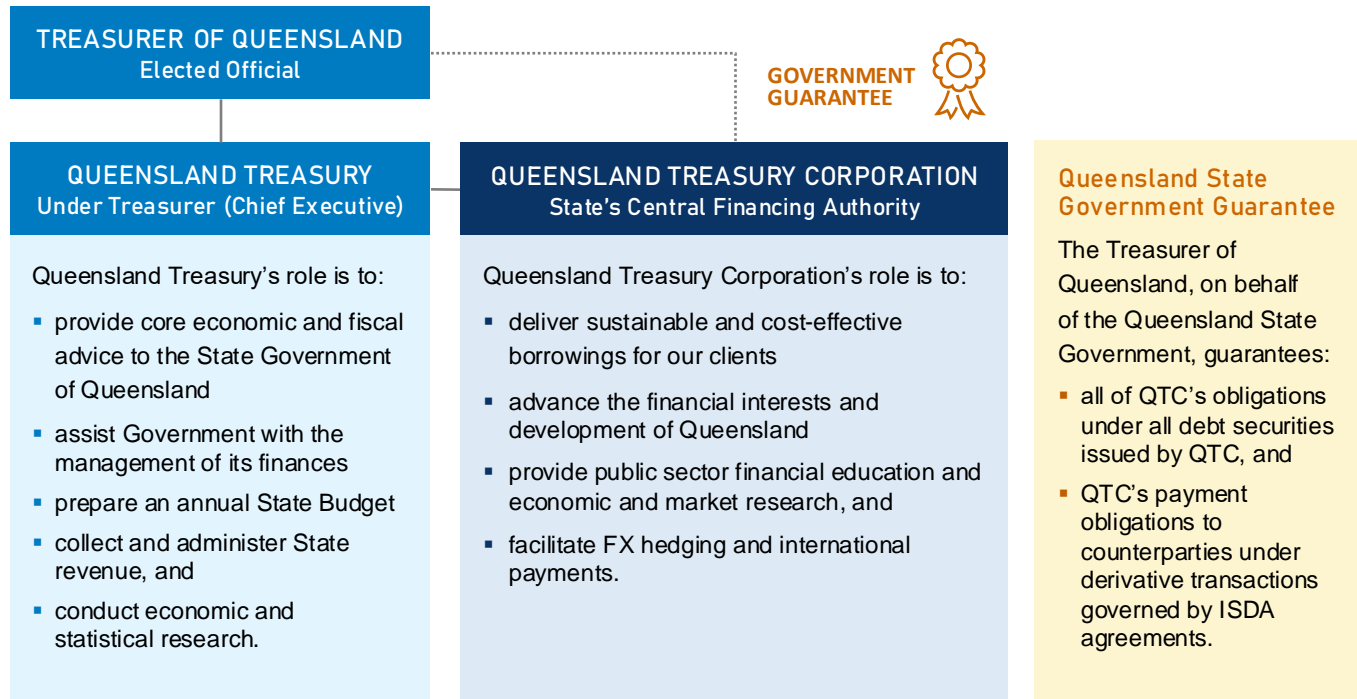 TREASURER OF QUEENSLAND
Elected Official
GOVERNMENT
GUARANTEE
QUEENSLAND TREASURY
Under Treasurer (Chief Executive)
Queensland Treasury’s role is to:
▪ provide core economic and fiscal
advice to the State Government
of Queensland
▪ assist Government with the
management of its finances
▪ prepare an annual State Budget
▪ collect and administer State
revenue, and
▪ conduct economic and
statistical research.
QUEENSLAND TREASURY CORPORATION
State’s Central Financing Authority
Queensland Treasury Corporation’s role is to:
▪ deliver sustainable and cost-effective
borrowings for our clients
▪ advance the financial interests and
development of Queensland
▪ provide public sector financial education and
economic and market research, and
▪ facilitate FX hedging and international
payments.
Queensland State
Government Guarantee
The Treasurer of
Queensland, on behalf
of the Queensland State
Government, guarantees:
▪ all of QTC’s obligations
under all debt securities
issued by QTC, and
▪ QTC’s payment
obligations to
counterparties under
derivative transactions
governed by ISDA
agreements.